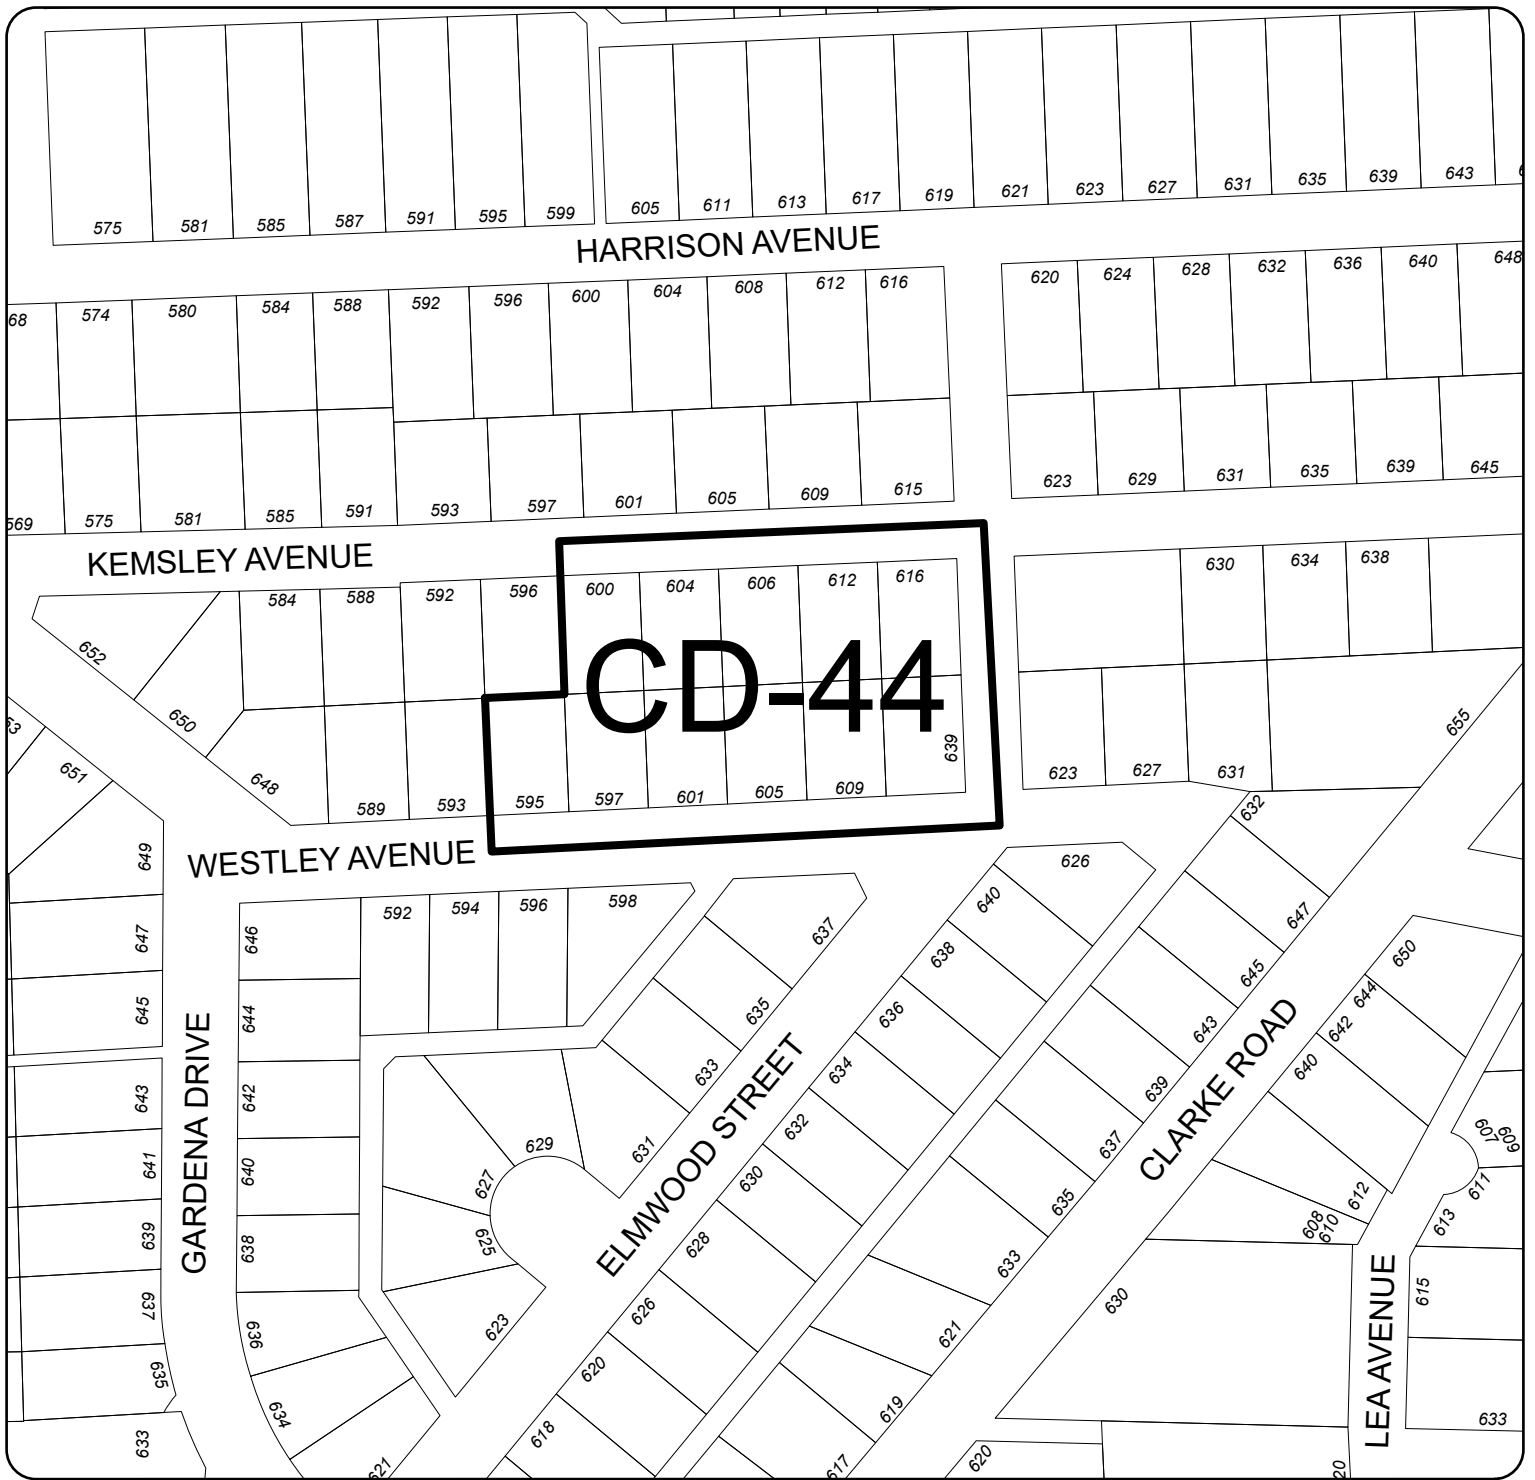 575 581 585 587 591 595 599 605 611 613 617 619 621 623 627 631 635 639 643
HARRISON AVENUE
68 574 580 584 588 592 596 600 604 608 612 616 620 624 628 632 636 640 648
569 575 581 585 591 593 597 601 605 609 615 623 629 631 635 639 645
KEMSLEY AVENUE
652 584 588 592 596 600 604 606 612 616 630 634 638
CD-44
53 651 650 648 589 593 595 597 601 605 609 639 623 627 631 655
WESTLEY AVENUE
649 647 645 643 641 639 637 635 633
GARDENA DRIVE
646 644 642 640 638 636 634 621
592 594 596 598
637 635 633 631 629 627 625 623
ELMWOOD STREET
626 640 638 636 634 632 630 628 626 620 618
632 647 645 643 639 637 635 633 621 619 617
CLARKE ROAD
650 644 642 640 612 610 608 630 620 20
LEA AVENUE
607 609 611 613 615 633